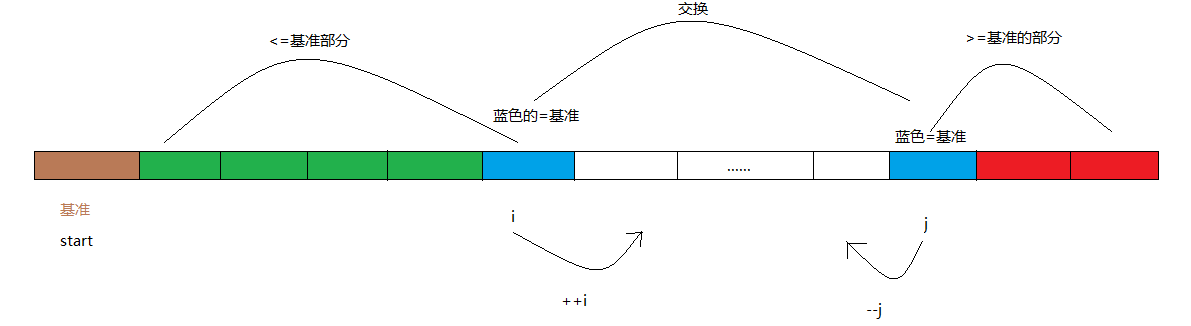 交换
<=基准部分
>=基准的部分
蓝色的=基准
蓝色=基准
......
基准
start
i
j
++i
--j